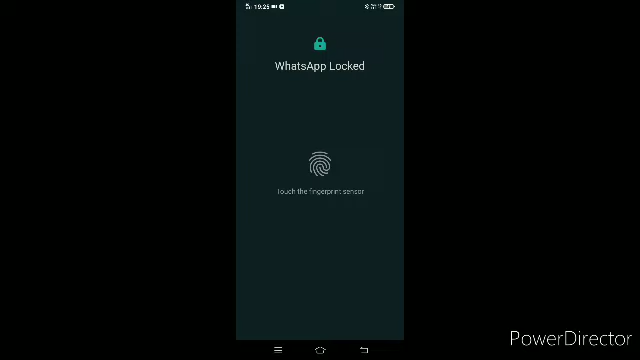 19:25
WhatsApp Locked
Touch the fingerprint sensor
PowerDirector